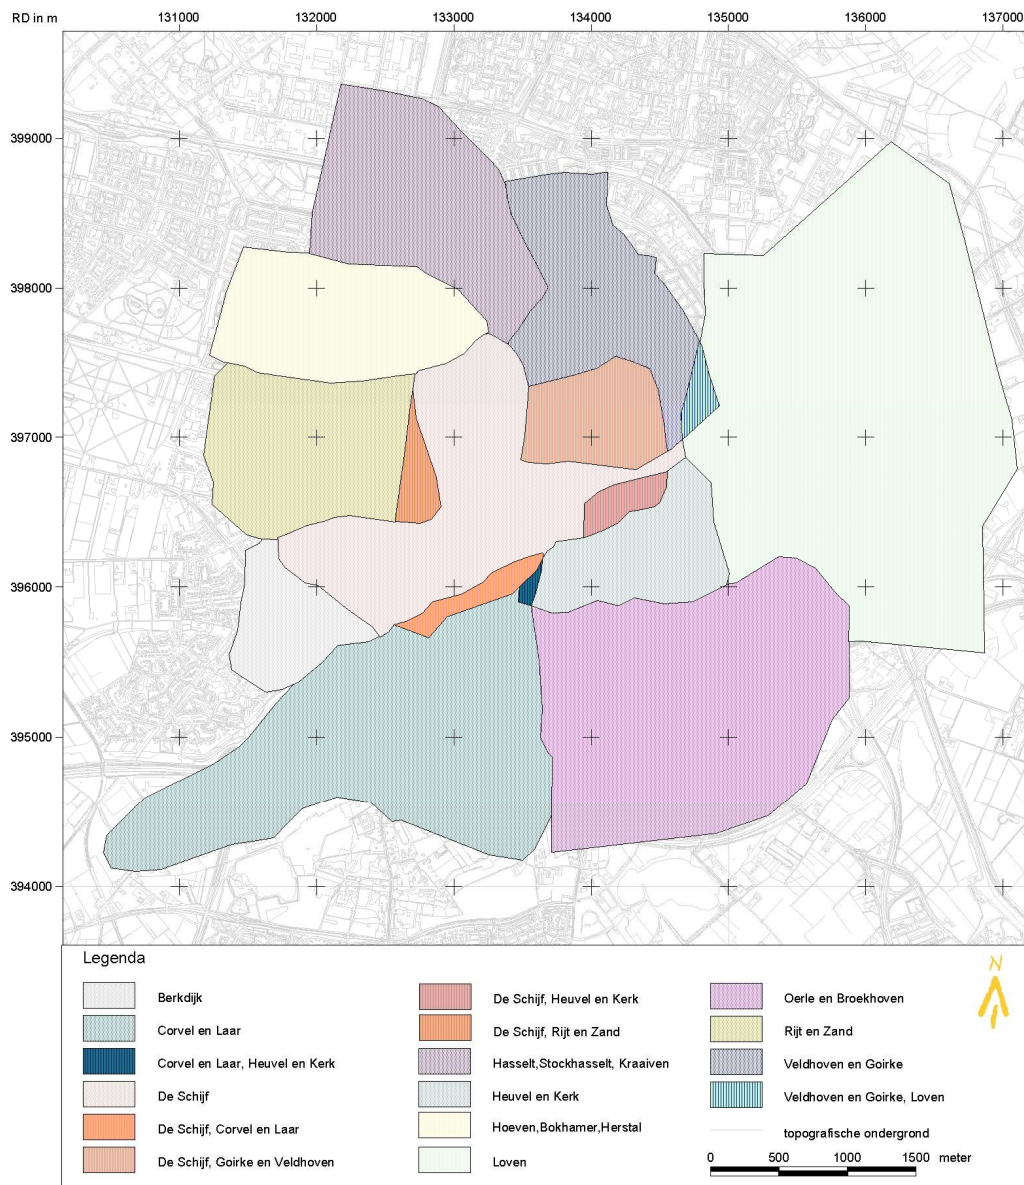 RD in m
131000 132000 133000 134000 135000 136000 137000
399000
398000
397000
396000
395000
394000
Legenda
Berkdijk
Corvel en Laar
Corvel en Laar, Heuvel en Kerk
De Schijf
De Schijf, Corvel en Laar
De Schijf, Goirke en Veldhoven
De Schijf, Heuvel en Kerk
De Schijf, Rijt en Zand
Hasselt,Stockhasselt, Kraaiven
Heuvel en Kerk
Hoeven,Bokhamer,Herstal
Loven
Oerle en Broekhoven
Rijt en Zand
Veldhoven en Goirke
Veldhoven en Goirke, Loven
topografische ondergrond
0 500 1000 1500 meter
N